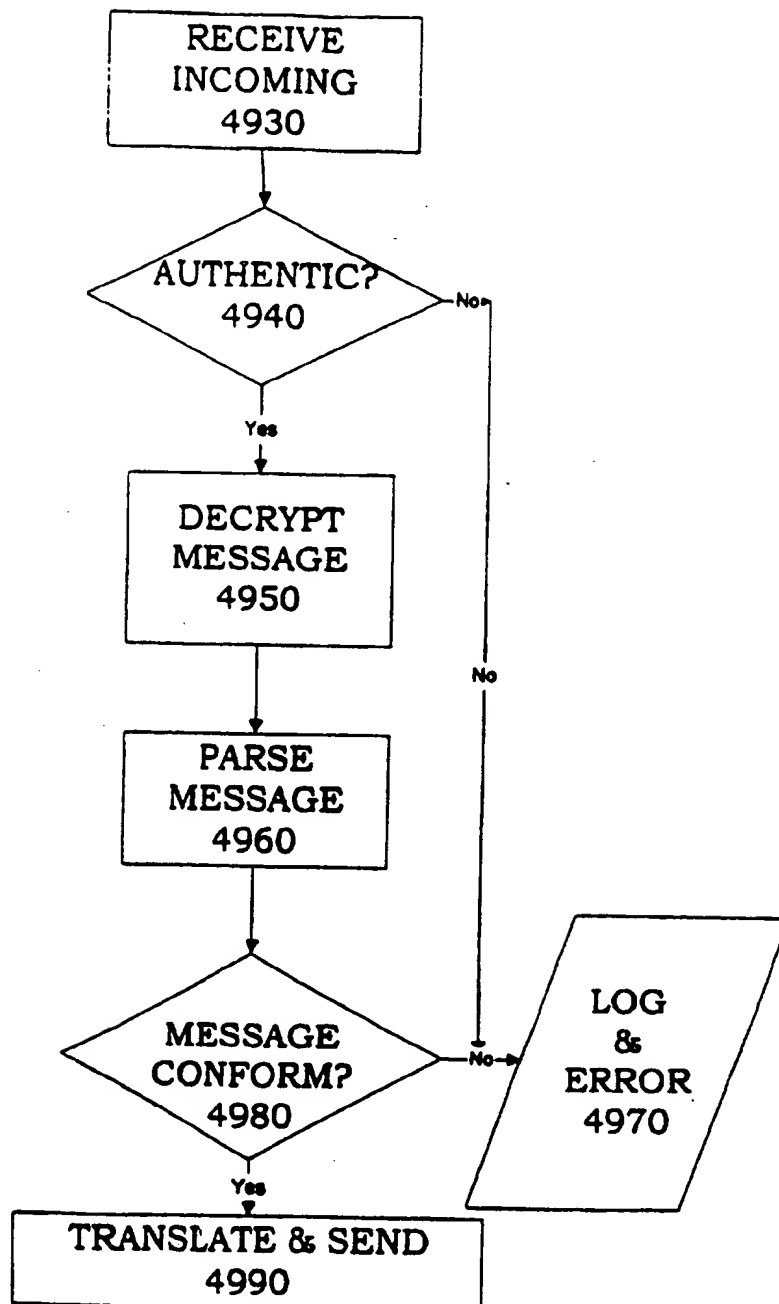 RECEIVE
INCOMING
4930
AUTHENTIC?
4940
No
Yes
DECRYPT
MESSAGE
4950
No
PARSE
MESSAGE
4960
MESSAGE
CONFORM?
4980
No
LOG
&
ERROR
4970
Yes
TRANSLATE & SEND
4990